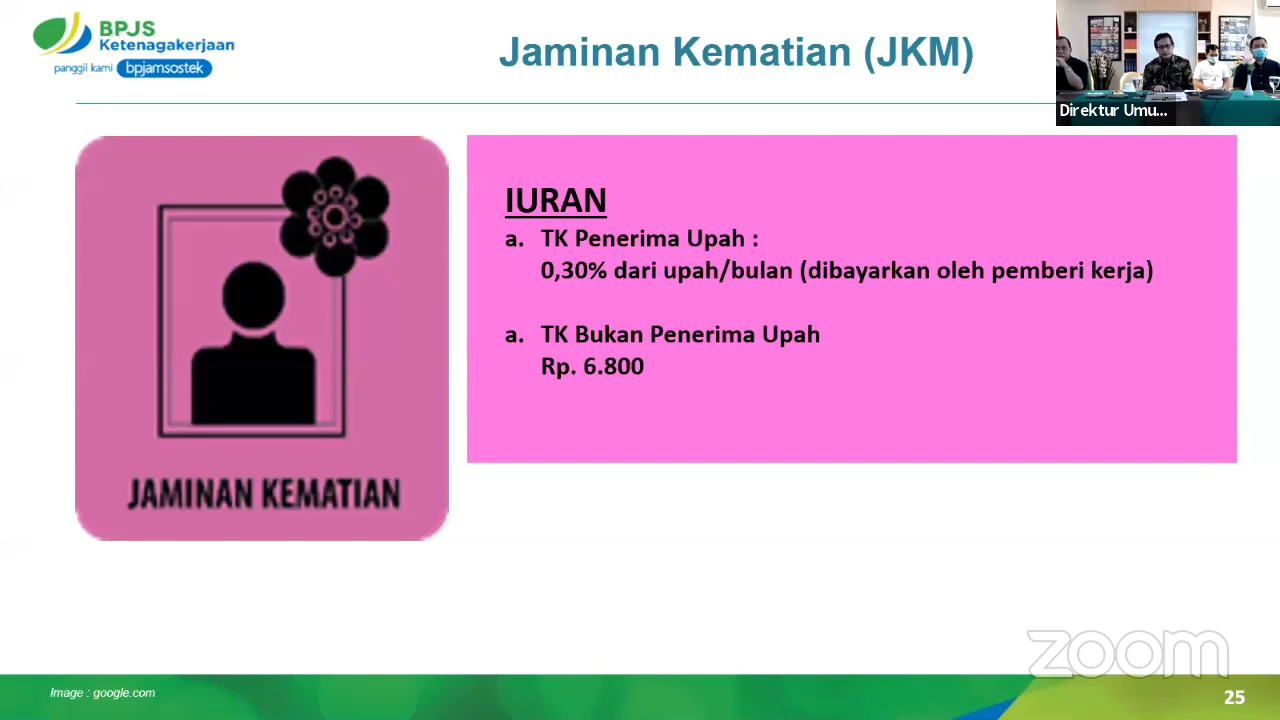 BPJS
Ketenagakerjaan
panggil kami bpjamsostek
Jaminan Kematian (JKM)
Direktur Umu...
IURAN
a. TK Penerima Upah :
0,30% dari upah/bulan (dibayarkan oleh pemberi kerja)
a. TK Bukan Penerima Upah
Rp. 6.800
JAMINAN KEMATIAN
zoom
Image : google.com
25